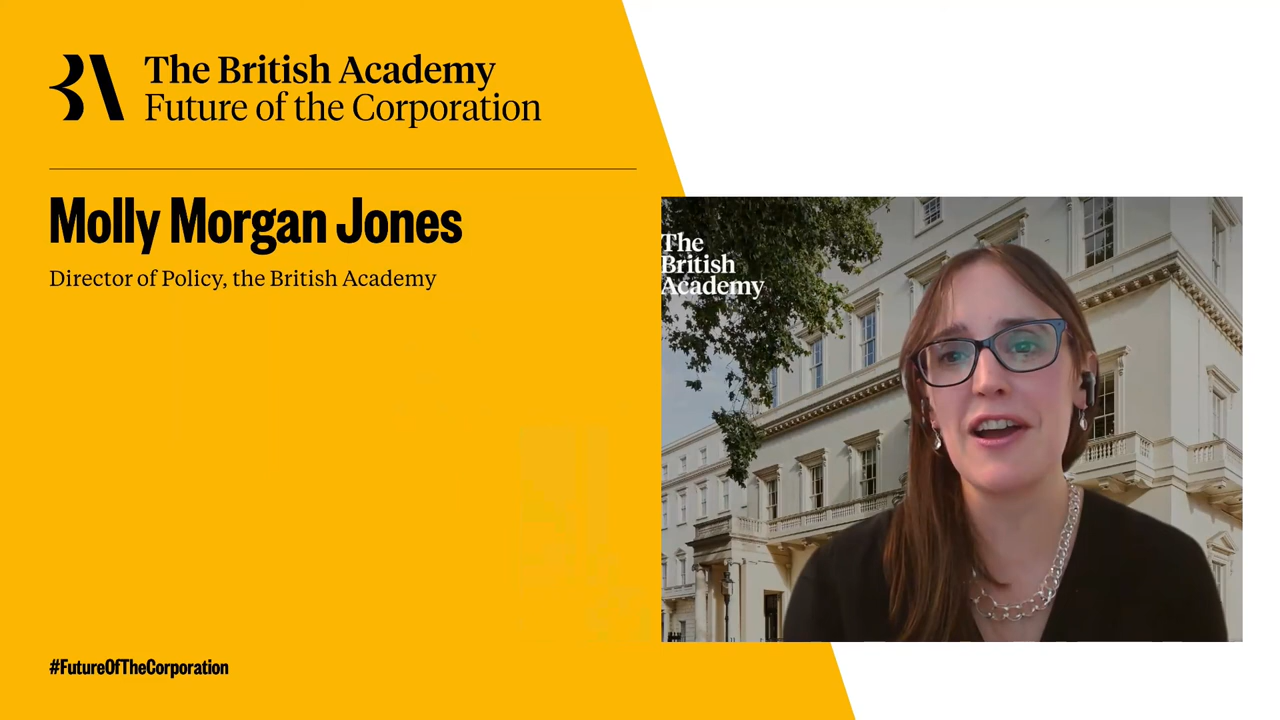 The British Academy
Future of the Corporation
Molly Morgan Jones
Director of Policy, the British Academy
The
British
Academy
#FutureOfTheCorporation